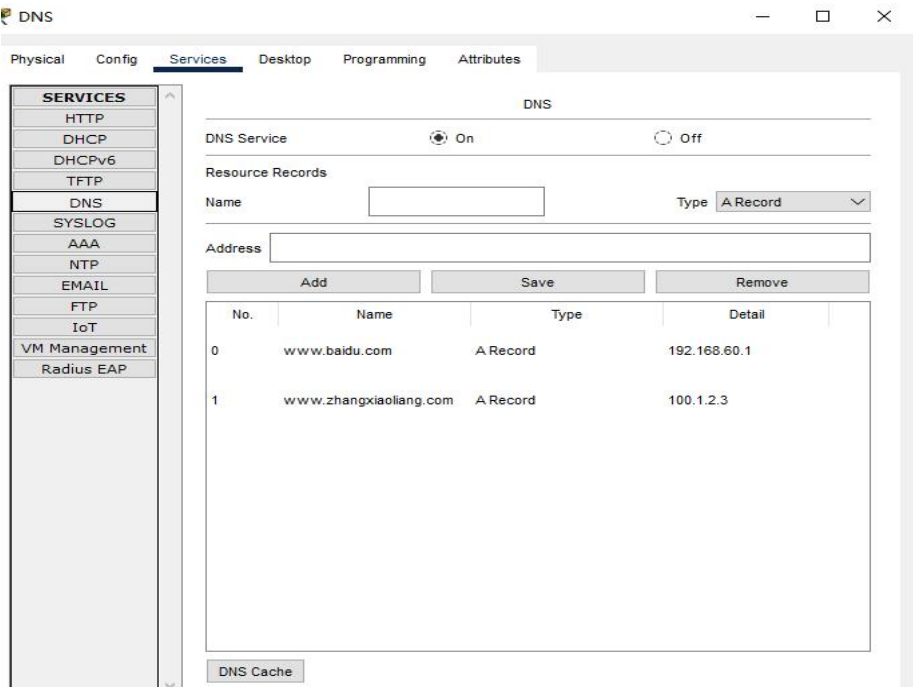 DNS
Physical Config Services Desktop Programming Attributes
SERVICES
HTTP
DHCP
DHCPv6
TFTP
DNS
SYSLOG
AAA
NTP
EMAIL
FTP
IoT
VM Management
Radius EAP
DNS
DNS Service On Off
Resource Records
Name Type A Record
Address
Add Save Remove
No. Name Type Detail
0 www.baidu.com A Record 192.168.60.1
1 www.zhangxiaoliang.com A Record 100.1.2.3
DNS Cache